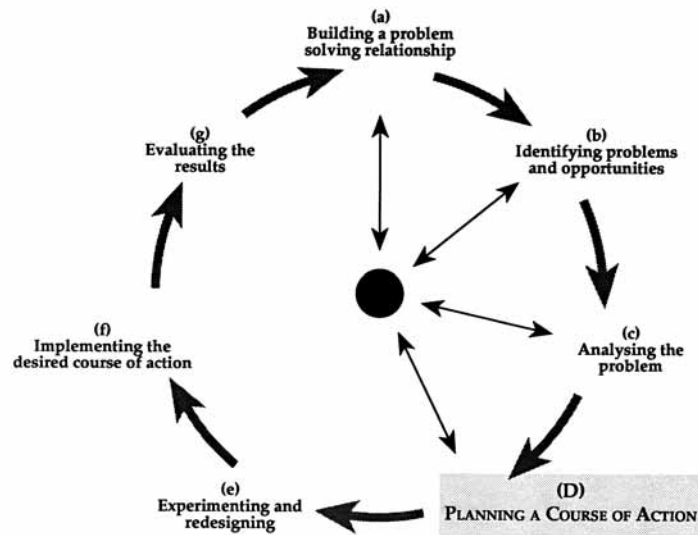 (a)
Building a problem
solving relationship
(b)
Identifying problems
and opportunities
(c)
Analysing the
problem
(D)
PLANNING A COURSE OF ACTION
(e)
Experimenting and
redesigning
(f)
Implementing the
desired course of action
(g)
Evaluating the
results